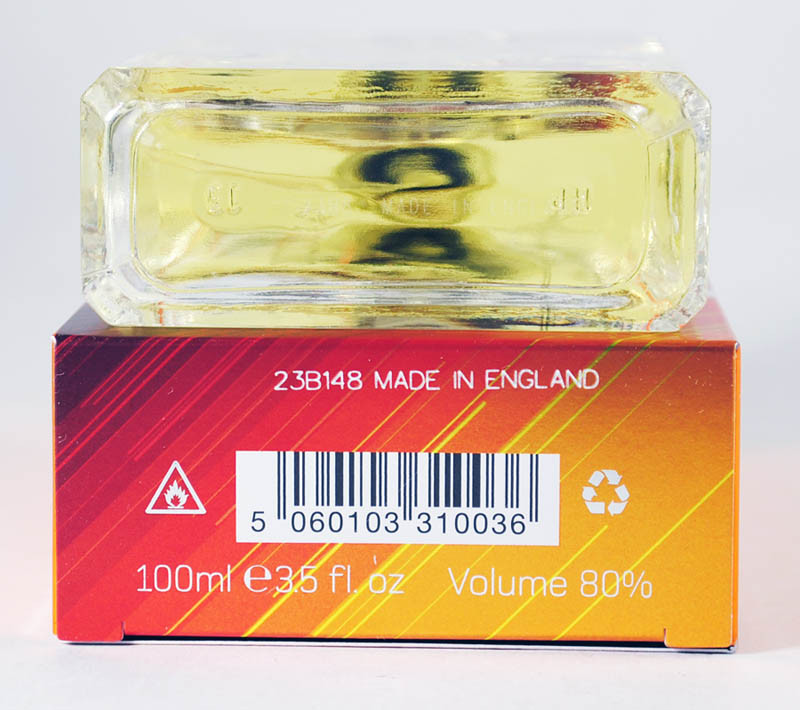 23B148 MADE IN ENGLAND
5 060103 310036
100ml ℮3.5 fl. oz Volume 80%